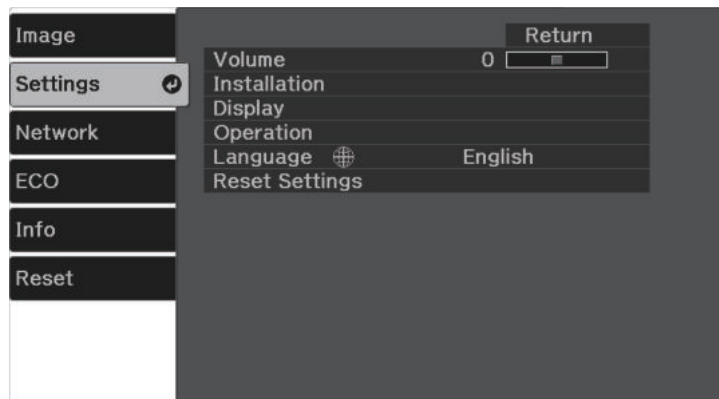 Image
Settings
Network
ECO
Info
Reset
Return
Volume 0
Installation
Display
Operation
Language English
Reset Settings